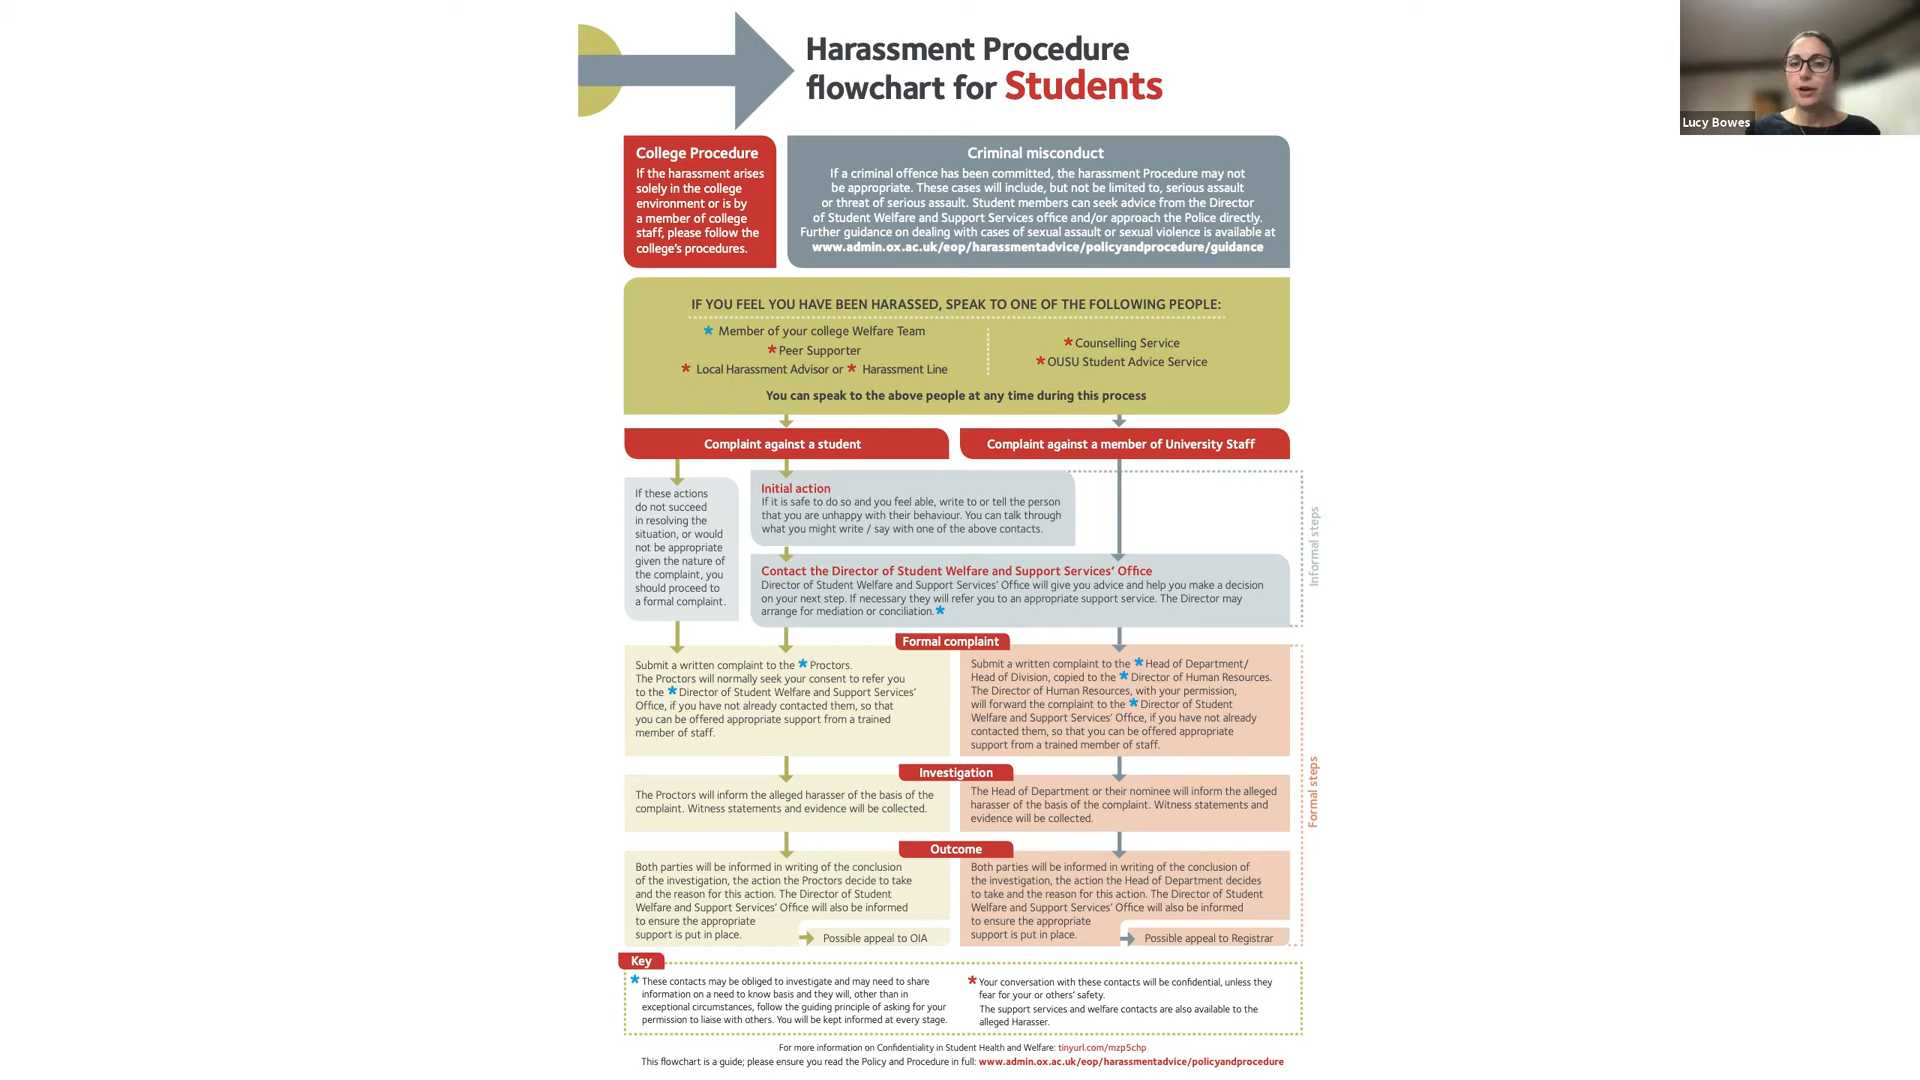 Harassment Procedure
flowchart for Students
Lucy Bowes
College Procedure
If the harassment arises
solely in the college
environment or is by
a member of college
staff, please follow the
college's procedures.
Criminal misconduct
If a criminal offence has been committed, the harassment Procedure may not
be appropriate. These cases will include, but not be limited to, serious assault
or threat of serious assault. Student members can seek advice from the Director
of Student Welfare and Support Services office and/or approach the Police directly.
Further guidance on dealing with cases of sexual assault or sexual violence is available at
www.admin.ox.ac.uk/eop/harassmentadvice/policyandprocedure/guidance
IF YOU FEEL YOU HAVE BEEN HARASSED, SPEAK TO ONE OF THE FOLLOWING PEOPLE:
* Member of your college Welfare Team
* Peer Supporter
* Local Harassment Advisor or * Harassment Line
* Counselling Service
* OUSU Student Advice Service
You can speak to the above people at any time during this process
Complaint against a student
Complaint against a member of University Staff
If these actions
do not succeed
in resolving the
situation, or would
not be appropriate
given the nature of
the complaint, you
should proceed to
a formal complaint.
Initial action
If it is safe to do so and you feel able, write to or tell the person
that you are unhappy with their behaviour. You can talk through
what you might write / say with one of the above contacts.
Contact the Director of Student Welfare and Support Services' Office
Director of Student Welfare and Support Services' Office will give you advice and help you make a decision
on your next step. If necessary they will refer you to an appropriate support service. The Director may
arrange for mediation or conciliation.*
Informal steps
Formal complaint
Submit a written complaint to the * Proctors.
The Proctors will normally seek your consent to refer you
to the * Director of Student Welfare and Support Services'
Office, if you have not already contacted them, so that
you can be offered appropriate support from a trained
member of staff.
Submit a written complaint to the * Head of Department/
Head of Division, copied to the * Director of Human Resources.
The Director of Human Resources, with your permission,
will forward the complaint to the * Director of Student
Welfare and Support Services' Office, if you have not already
contacted them, so that you can be offered appropriate
support from a trained member of staff.
Investigation
The Proctors will inform the alleged harasser of the basis of the
complaint. Witness statements and evidence will be collected.
The Head of Department or their nominee will inform the alleged
harasser of the basis of the complaint. Witness statements and
evidence will be collected.
Formal steps
Outcome
Both parties will be informed in writing of the conclusion
of the investigation, the action the Proctors decide to take
and the reason for this action. The Director of Student
Welfare and Support Services' Office will also be informed
to ensure the appropriate
support is put in place.
Possible appeal to OIA
Both parties will be informed in writing of the conclusion of
the investigation, the action the Head of Department decides
to take and the reason for this action. The Director of Student
Welfare and Support Services' Office will also be informed
to ensure the appropriate
support is put in place.
Possible appeal to Registrar
Key
* These contacts may be obliged to investigate and may need to share
information on a need to know basis and they will, other than in
exceptional circumstances, follow the guiding principle of asking for your
permission to liaise with others. You will be kept informed at every stage.
* Your conversation with these contacts will be confidential, unless they
fear for your or others' safety.
The support services and welfare contacts are also available to the
alleged Harasser.
For more information on Confidentiality in Student Health and Welfare: tinyurl.com/mzp5chp
This flowchart is a guide; please ensure you read the Policy and Procedure in full: www.admin.ox.ac.uk/eop/harassmentadvice/policyandprocedure